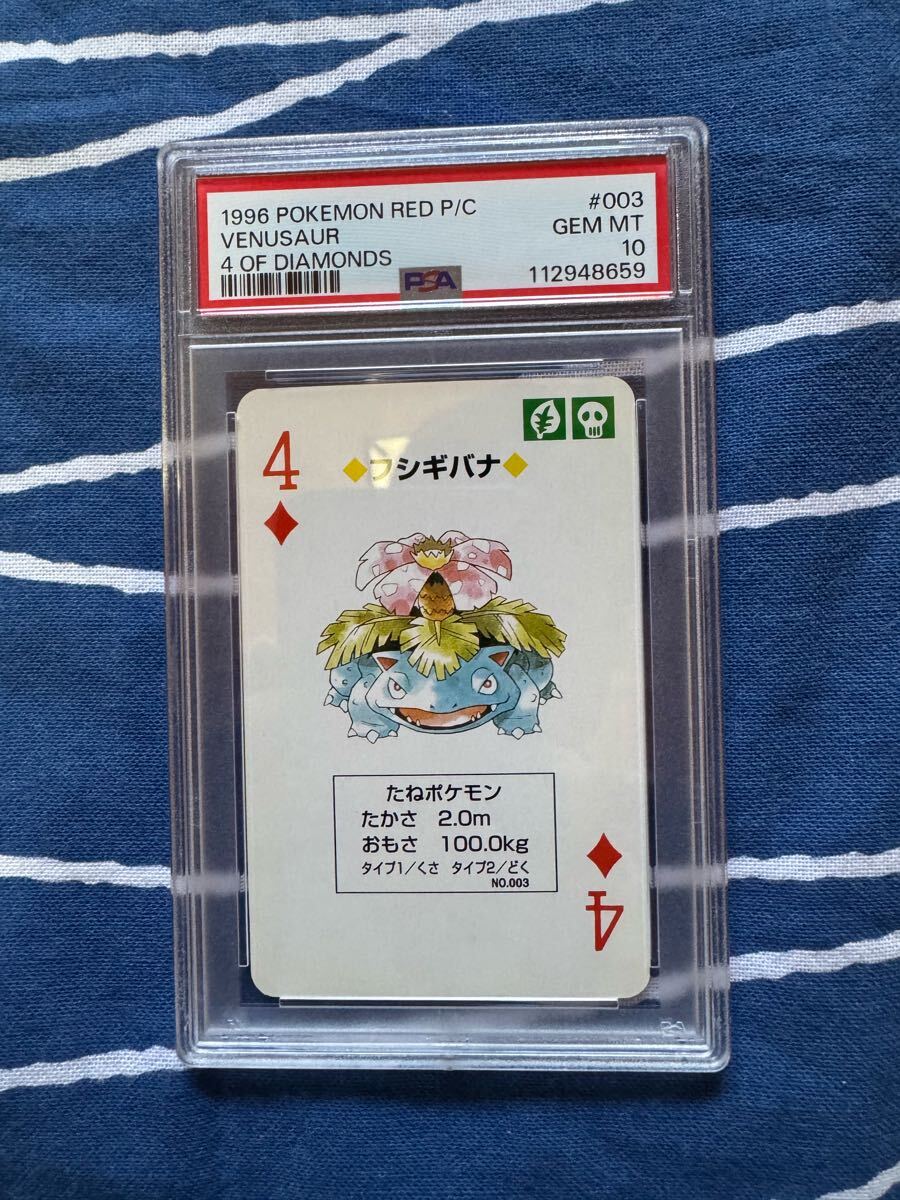 1996 POKEMON RED P/C #003
VENUSAUR GEM MT
4 OF DIAMONDS 10
PSA 112948659
4
フシギバナ
たねポケモン
たかさ 2.0m
おもさ 100.0kg
タイプ1/くさ タイプ2/どく
NO.003
4